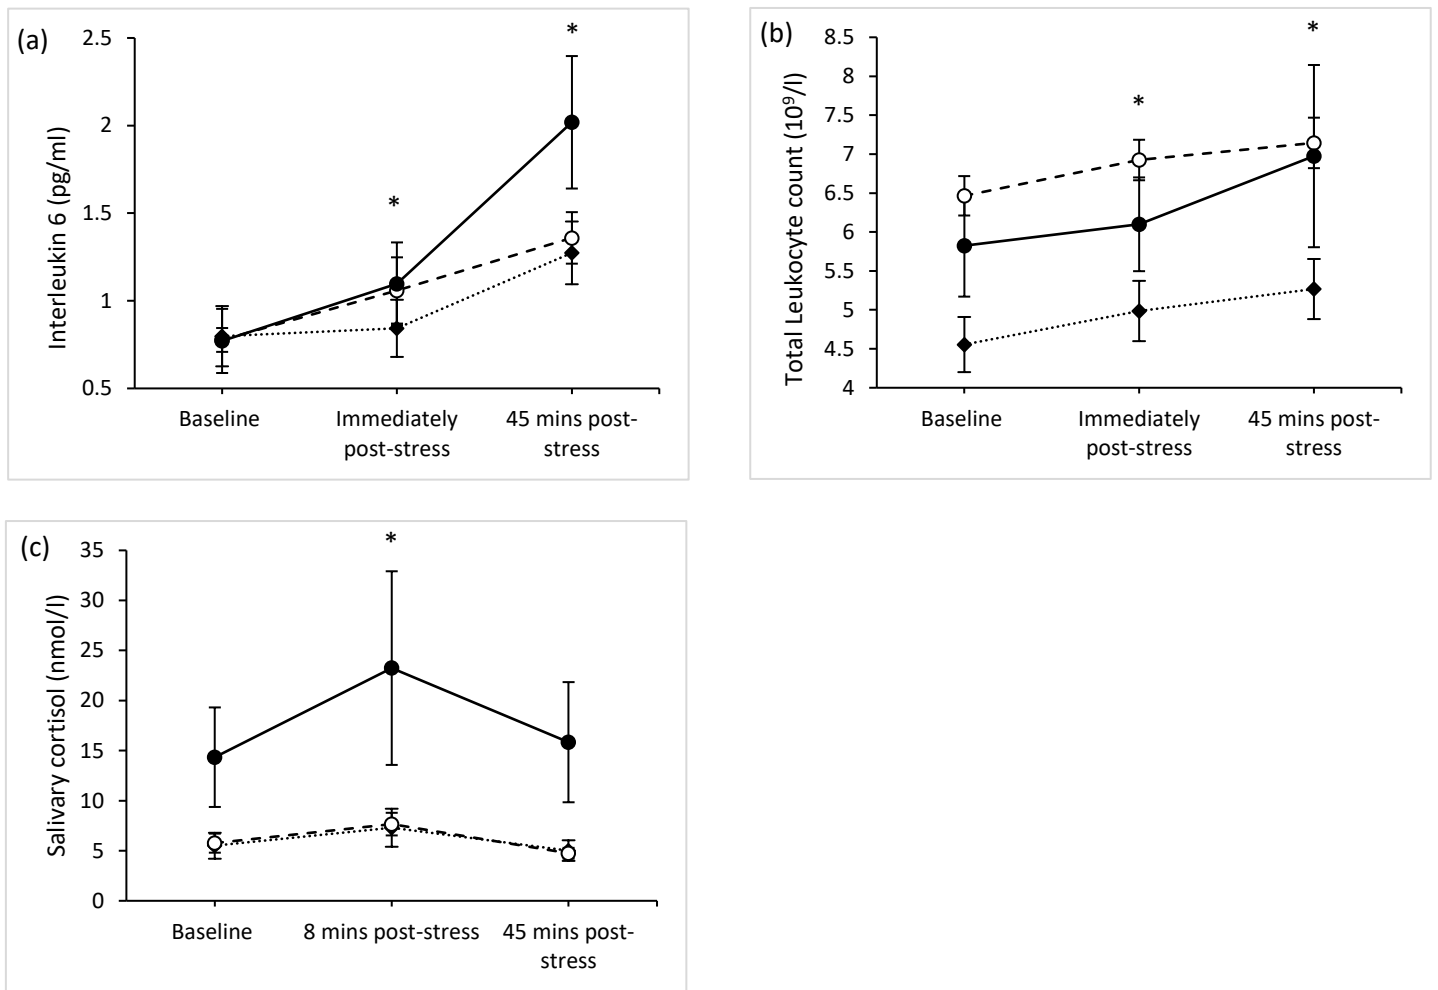 (a)
Interleukin 6 (pg/ml)
2.5
2
1.5
1
0.5
*
*
Baseline
Immediately
post-stress
45 mins post-
stress
(b)
Total Leukocyte count (10⁹/l)
8.5
8
7.5
7
6.5
6
5.5
5
4.5
4
*
*
Baseline
Immediately
post-stress
45 mins post-
stress
(c)
Salivary cortisol (nmol/l)
35
30
25
20
15
10
5
0
*
Baseline
8 mins post-stress
45 mins post-
stress